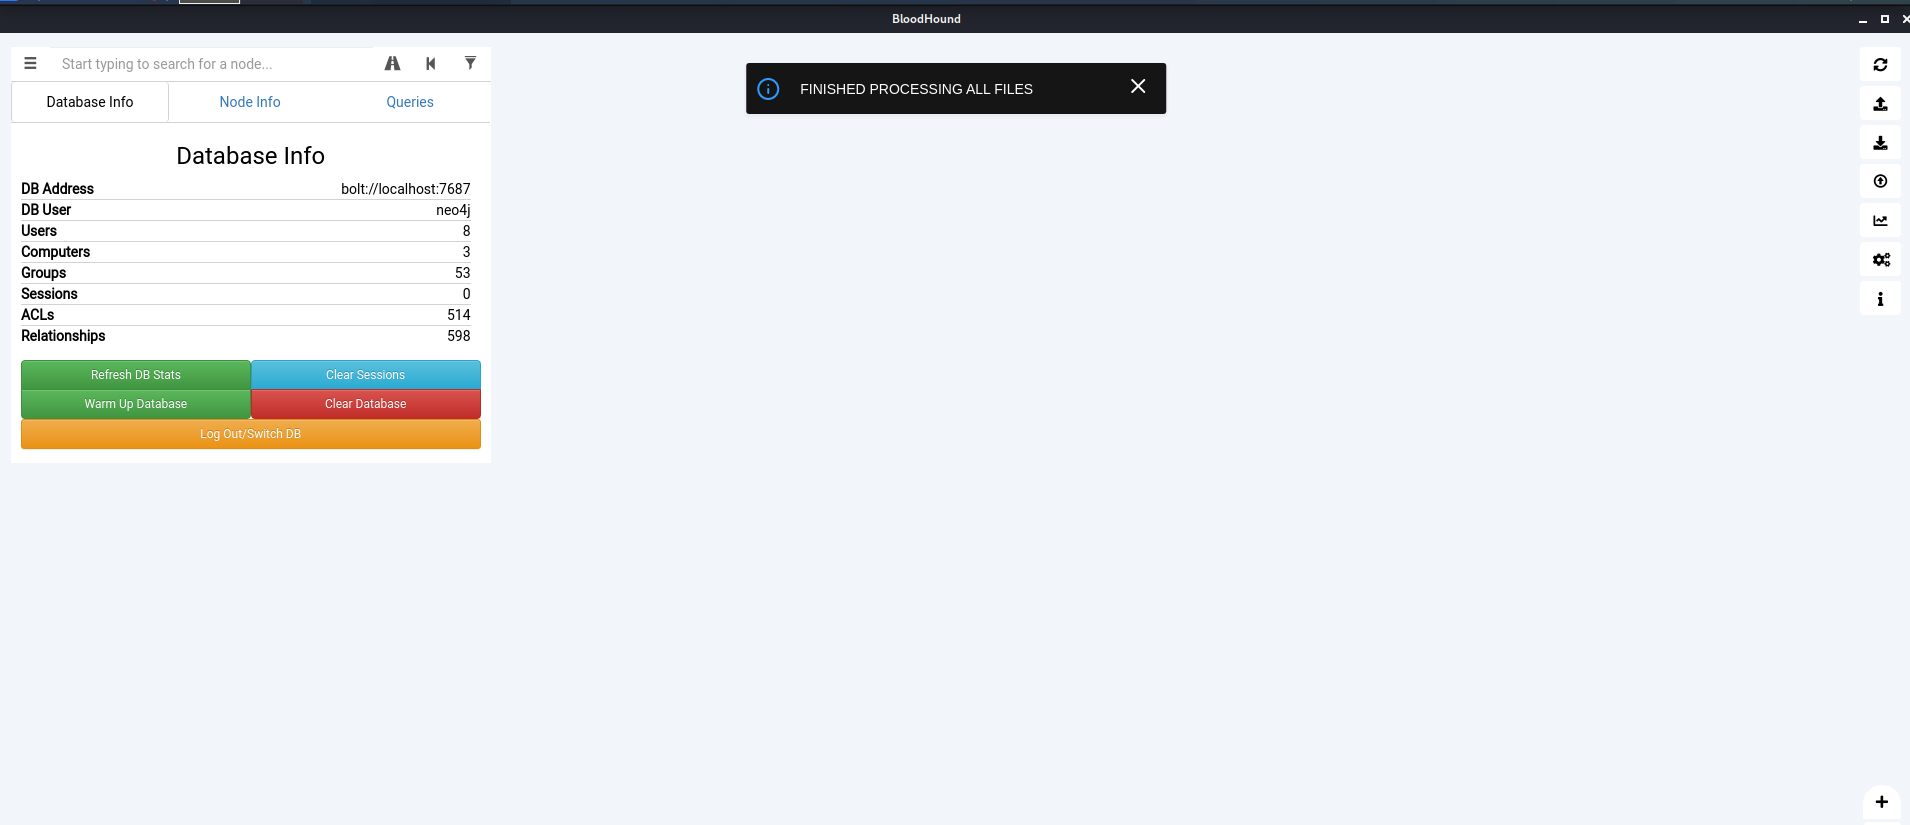 BloodHound
Start typing to search for a node...
FINISHED PROCESSING ALL FILES
Database Info Node Info Queries
Database Info
DB Address bolt://localhost:7687
DB User neo4j
Users 8
Computers 3
Groups 53
Sessions 0
ACLs 514
Relationships 598
Refresh DB Stats Clear Sessions
Warm Up Database Clear Database
Log Out/Switch DB